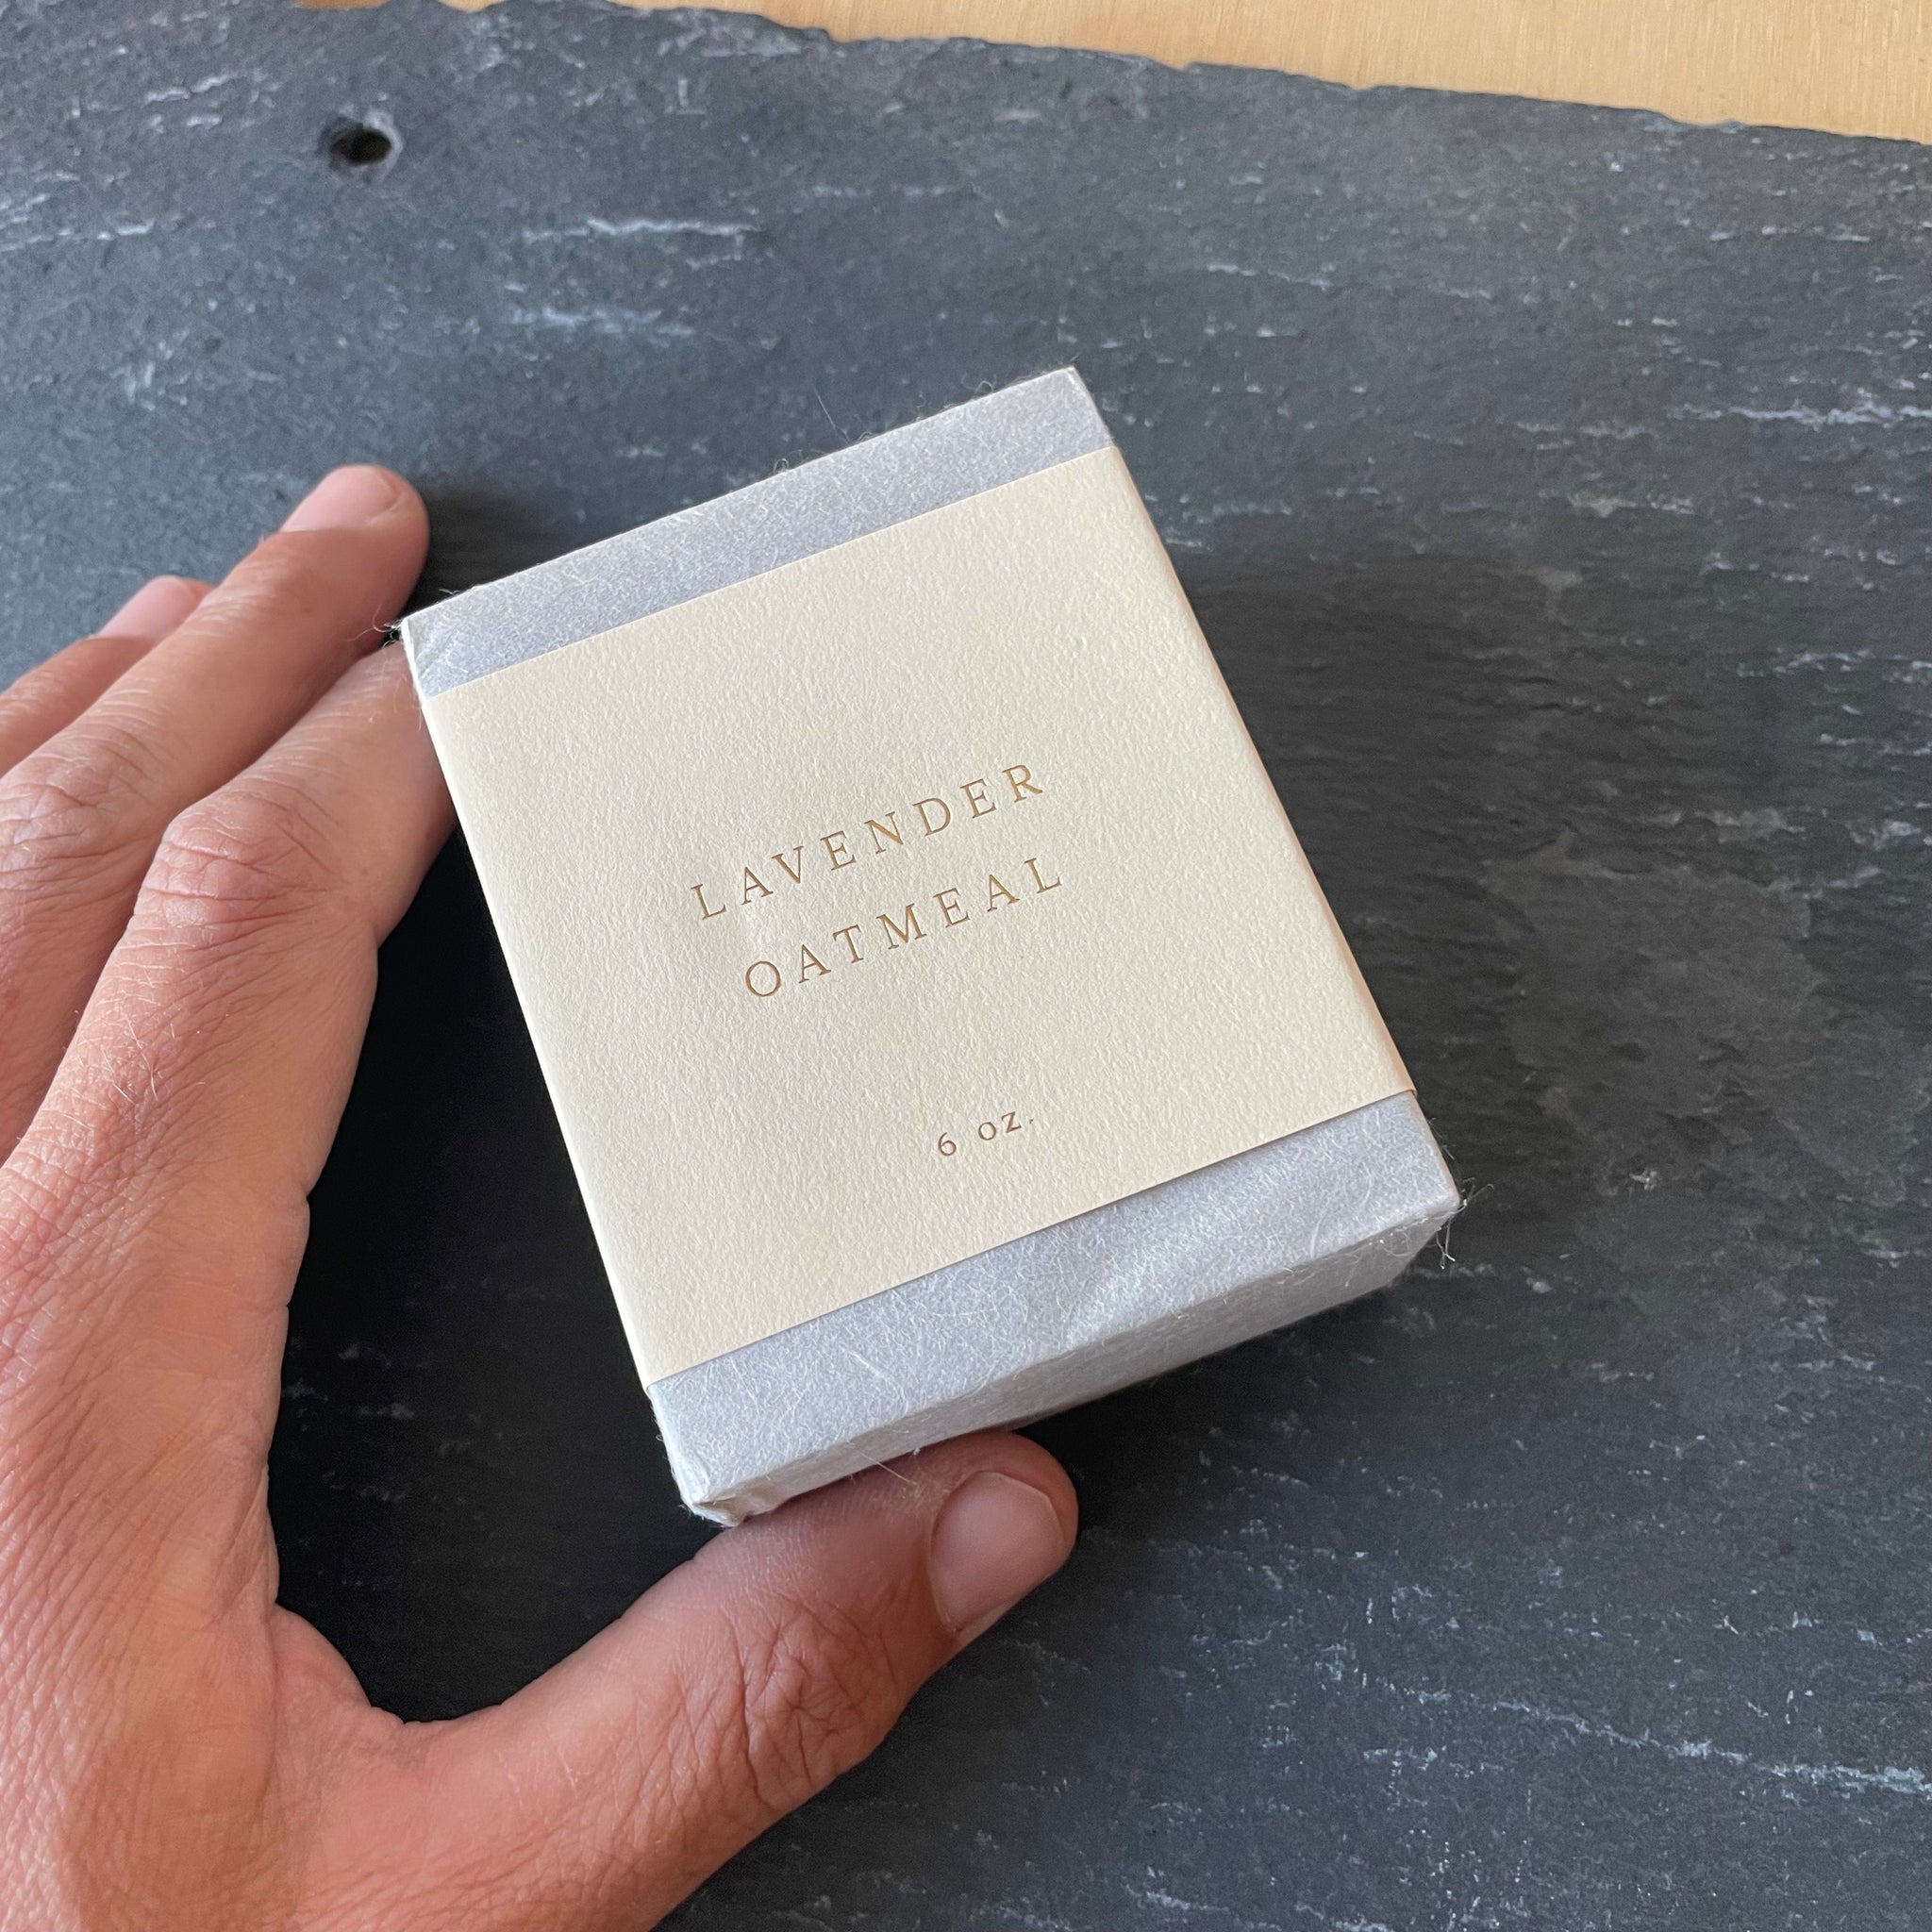 LAVENDER
OATMEAL
6 oz.